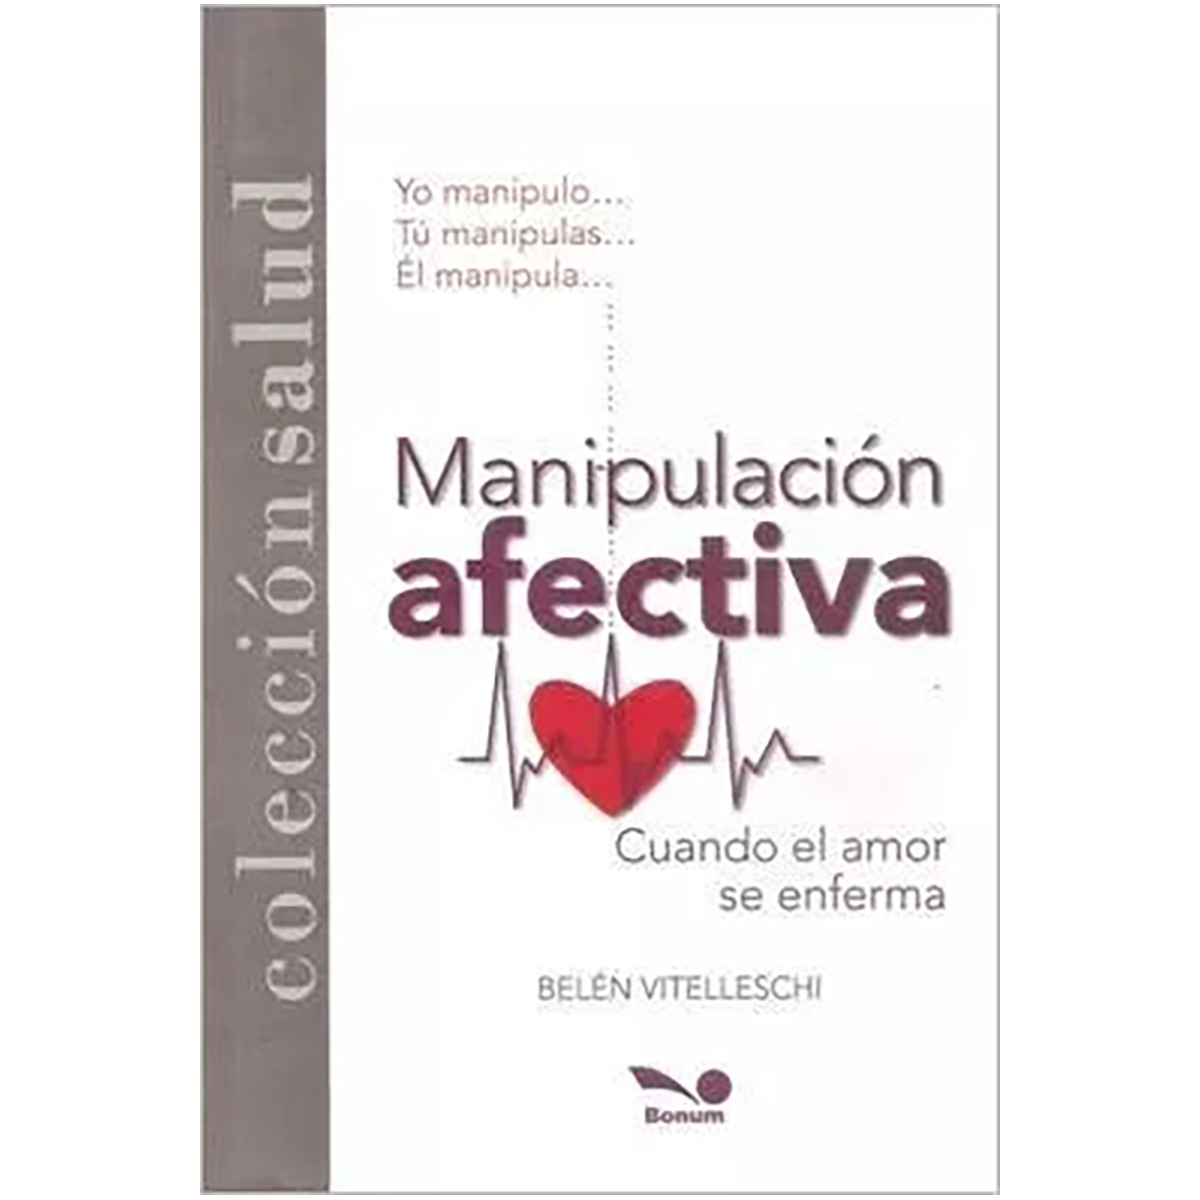 colección salud
Yo manipulo...
Tú manipulas...
Él manipula...
Manipulación
afectiva
Cuando el amor
se enferma
BELÉN VITELLESCHI
Bonum